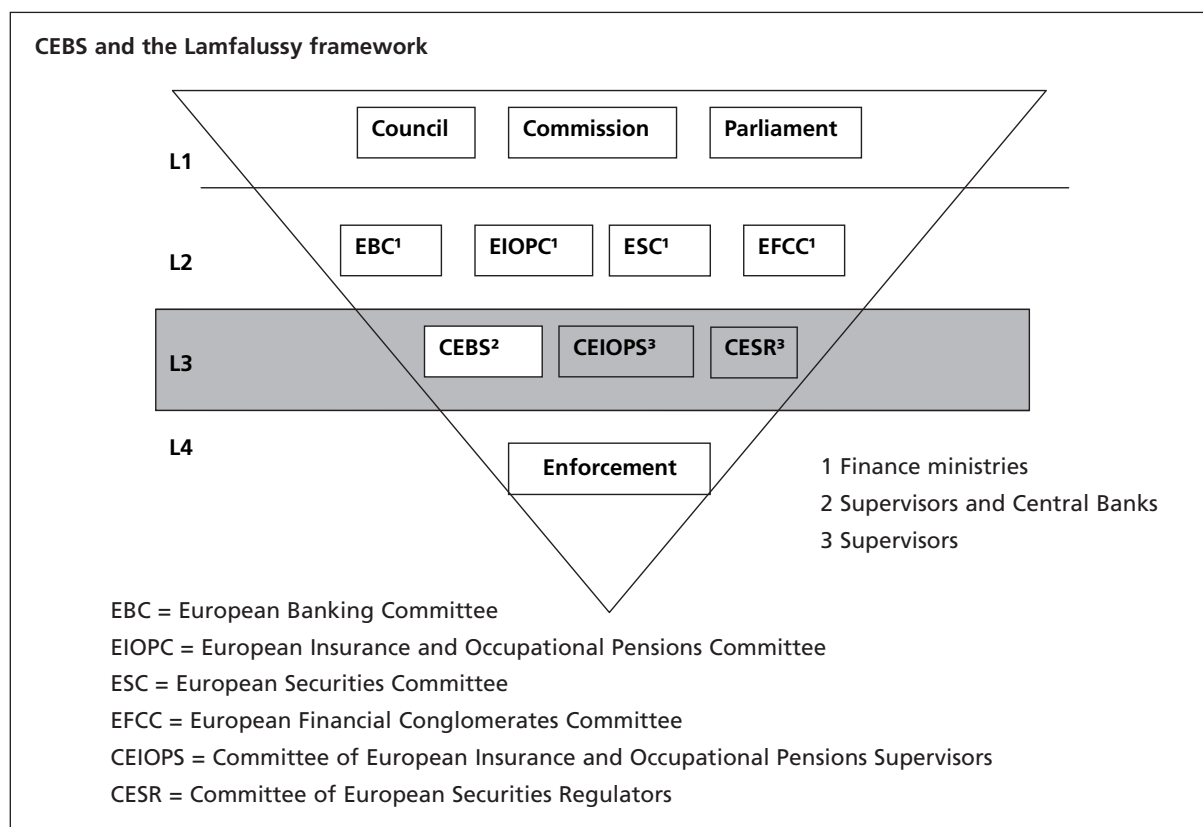 CEBS and the Lamfalussy framework
Council Commission Parliament
L1
EBC¹ EIOPC¹ ESC¹ EFCC¹
L2
CEBS² CEIOPS³ CESR³
L3
L4
Enforcement
1 Finance ministries
2 Supervisors and Central Banks
3 Supervisors
EBC = European Banking Committee
EIOPC = European Insurance and Occupational Pensions Committee
ESC = European Securities Committee
EFCC = European Financial Conglomerates Committee
CEIOPS = Committee of European Insurance and Occupational Pensions Supervisors
CESR = Committee of European Securities Regulators